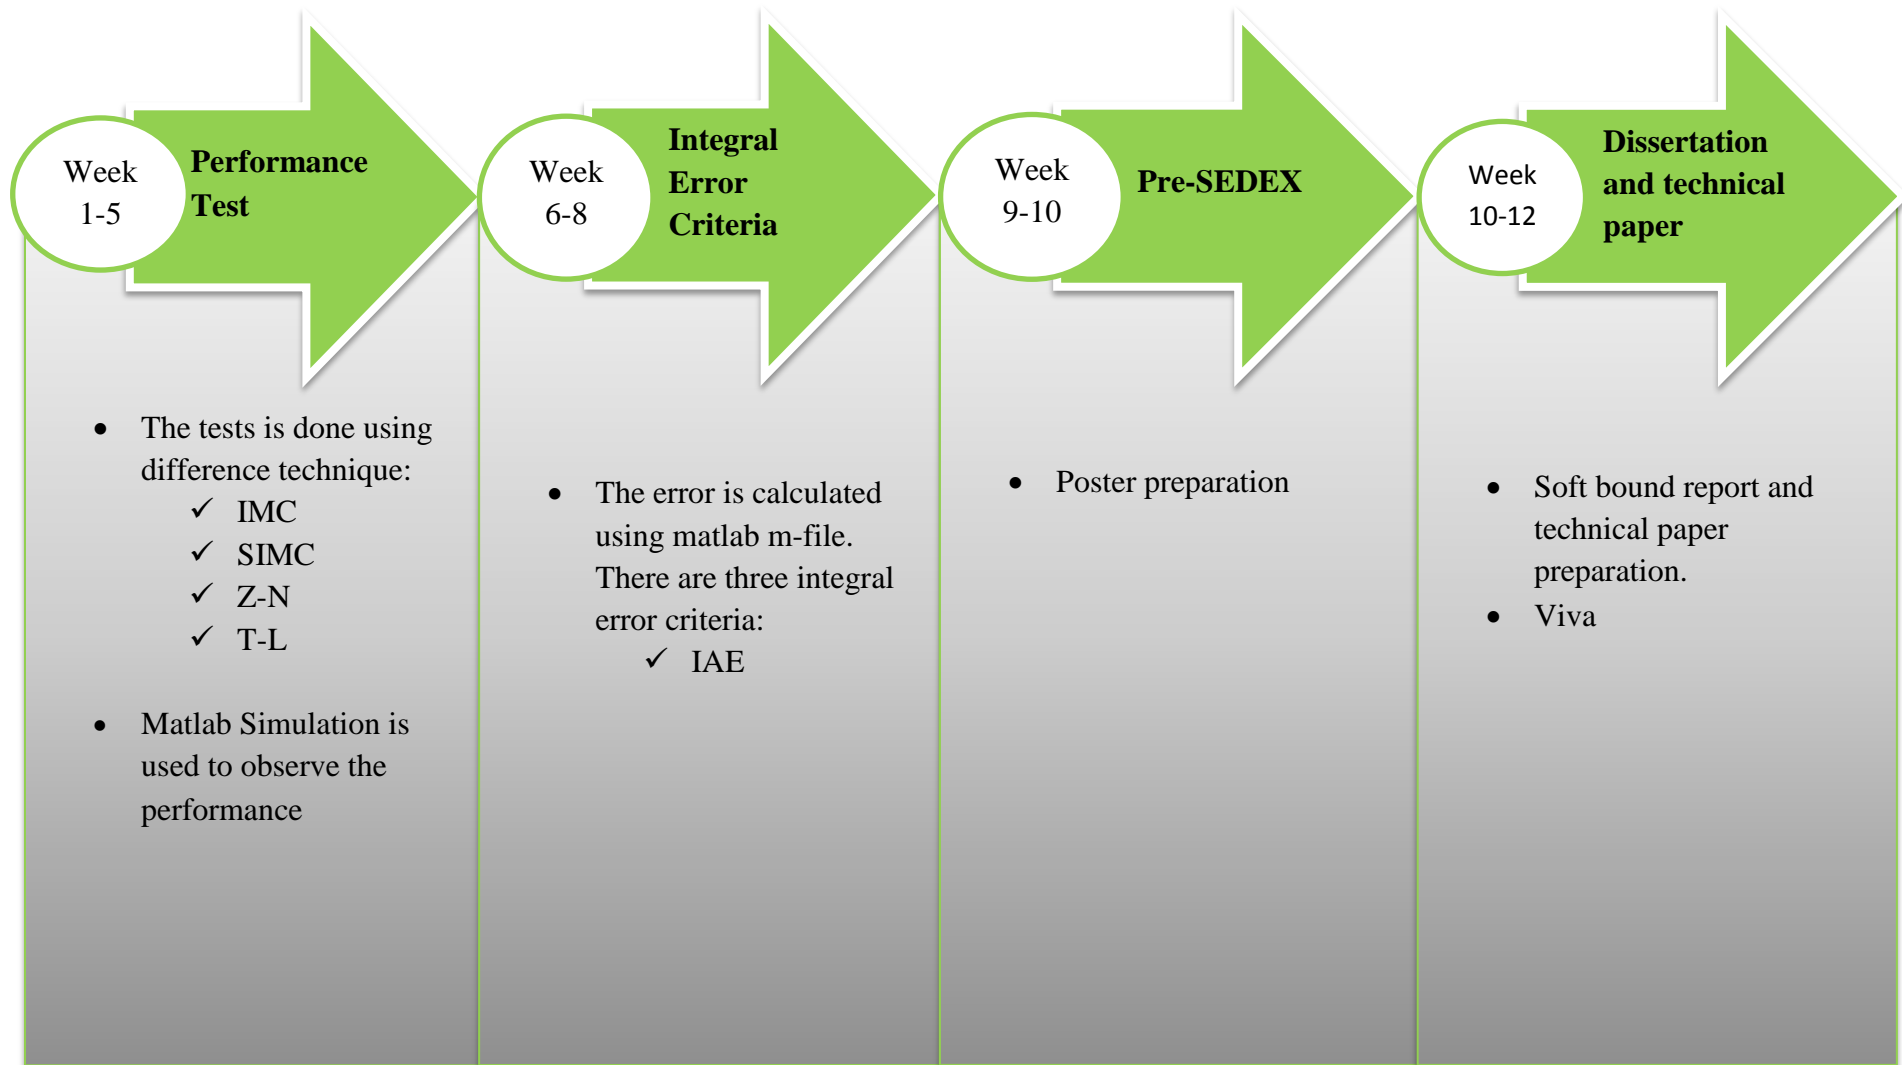 Week
1-5
Performance
Test
• The tests is done using
difference technique:
✓ IMC
✓ SIMC
✓ Z-N
✓ T-L
• Matlab Simulation is
used to observe the
performance
Week
6-8
Integral
Error
Criteria
• The error is calculated
using matlab m-file.
There are three integral
error criteria:
✓ IAE
Week
9-10
Pre-SEDEX
• Poster preparation
Week
10-12
Dissertation
and technical
paper
• Soft bound report and
technical paper
preparation.
• Viva